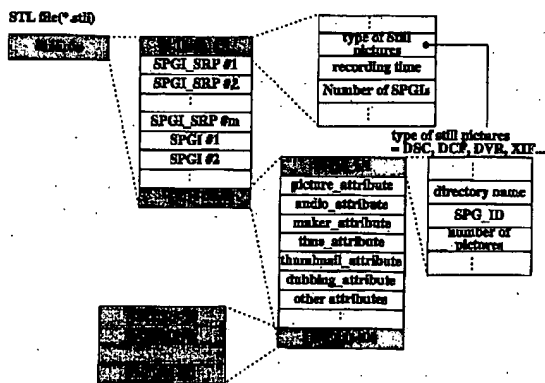 STL file(*.stli)
SPGI_SRP #1
SPGI_SRP #2
SPGI_SRP #m
SPGI #1
SPGI #2
type of Still
pictures
recording time
Number of SPGIs
type of still pictures
= DSC, DCF, DVR, XIF...
directory name
SPG_ID
number of
pictures
picture_attribute
audio_attribute
maker_attribute
time_attribute
thumbnail_attribute
dubbing_attribute
other attributes